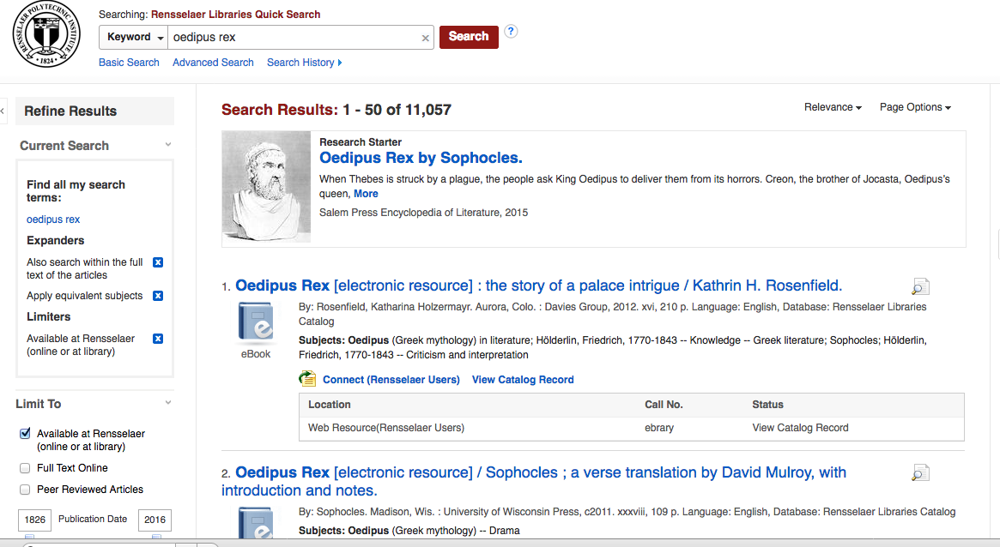 Searching: Rensselaer Libraries Quick Search
RENSSELAER POLYTECHNIC INSTITUTE
• 1824 •
Keyword oedipus rex × Search ?
Basic Search Advanced Search Search History
Refine Results
Current Search
Find all my search
terms:
oedipus rex
Expanders
Also search within the full
text of the articles
Apply equivalent subjects
Limiters
Available at Rensselaer
(online or at library)
Limit To
Available at Rensselaer
(online or at library)
Full Text Online
Peer Reviewed Articles
1826 Publication Date 2016
Search Results: 1 - 50 of 11,057
Relevance Page Options
Research Starter
Oedipus Rex by Sophocles.
When Thebes is struck by a plague, the people ask King Oedipus to deliver them from its horrors. Creon, the brother of Jocasta, Oedipus's
queen, More
Salem Press Encyclopedia of Literature, 2015
1. Oedipus Rex [electronic resource] : the story of a palace intrigue / Kathrin H. Rosenfield.
eBook
By: Rosenfield, Katharina Holzermayr. Aurora, Colo. : Davies Group, 2012. xvi, 210 p. Language: English, Database: Rensselaer Libraries
Catalog
Subjects: Oedipus (Greek mythology) in literature; Hölderlin, Friedrich, 1770-1843 -- Knowledge -- Greek literature; Sophocles; Hölderlin,
Friedrich, 1770-1843 -- Criticism and interpretation
Connect (Rensselaer Users) View Catalog Record
Location Call No. Status
Web Resource(Rensselaer Users) ebrary View Catalog Record
2. Oedipus Rex [electronic resource] / Sophocles ; a verse translation by David Mulroy, with
introduction and notes.
By: Sophocles. Madison, Wis. : University of Wisconsin Press, c2011. xxxviii, 109 p. Language: English, Database: Rensselaer Libraries Catalog
Subjects: Oedipus (Greek mythology) -- Drama